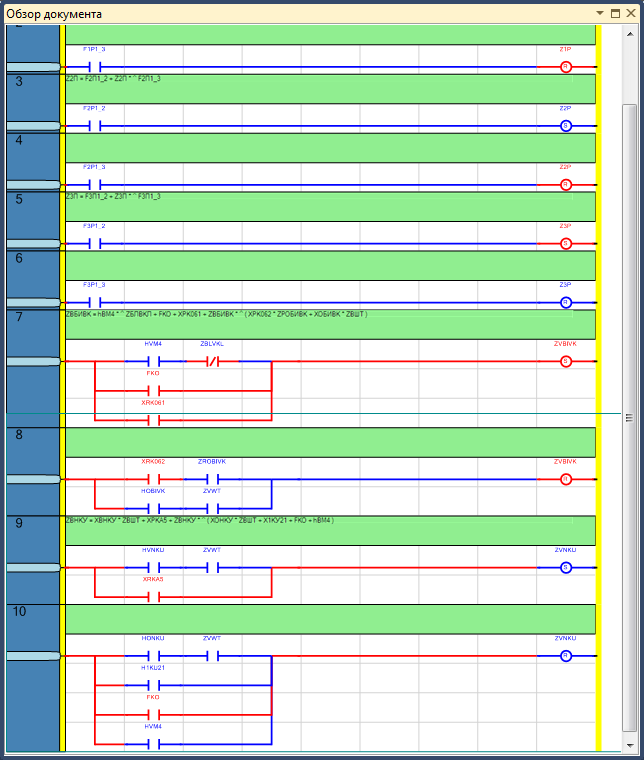 Обзор документа
2
F1P1_3 Z1P
R
3
Z2П = F2П1_2 + Z2П * ^ F2П1_3
F2P1_2 Z2P
S
4
F2P1_3 Z2P
R
5
Z3П = F3П1_2 + Z3П * ^ F3П1_3
F3P1_2 Z3P
S
6
F3P1_3 Z3P
R
7
ZВБИВК = hВМ4 * ^ ZБПВКП + FKO + XPK061 + ZВБИВК * ^ ( XPK062 * ZРОБИВК + XОБИВК * ZВШТ )
HVM4 ZBLVKL ZVBIVK
S
FKO
XRK061
8
XRK062 ZROBIVK ZVBIVK
R
HOBIVK ZVWT
9
ZВНКУ = XВНКУ * ZВШТ + XPKA5 + ZВНКУ * ^ ( XОНКУ * ZВШТ + X1КУ21 + FKO + hВМ4 )
HVNKU ZVWT ZVNKU
S
XRKA5
10
HONKU ZVWT ZVNKU
R
H1KU21
FKO
HVM4